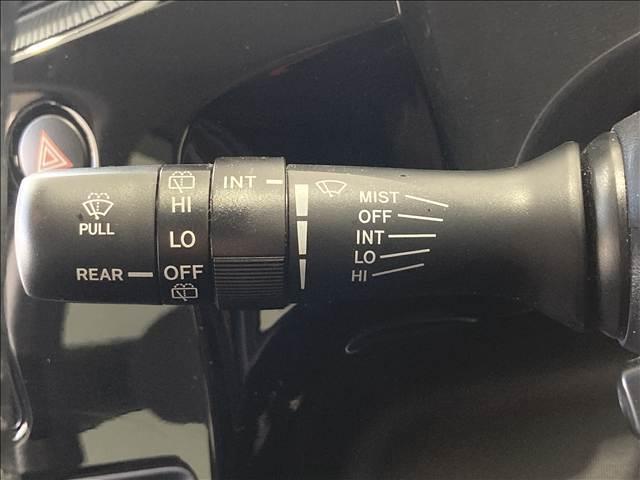 PULL
REAR
HI
LO
OFF
INT
MIST
OFF
INT
LO
HI